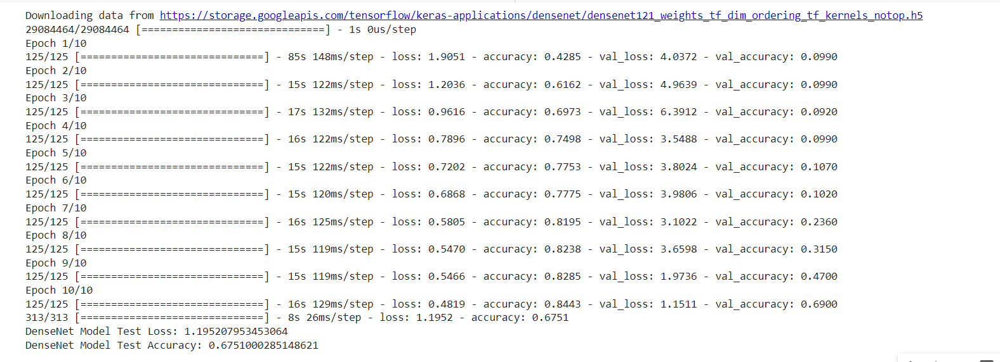 Downloading data from https://storage.googleapis.com/tensorflow/keras-applications/densenet/densenet121_weights_tf_dim_ordering_tf_kernels_notop.h5
29084464/29084464 [==============================] - 1s 0us/step
Epoch 1/10
125/125 [==============================] - 85s 148ms/step - loss: 1.9051 - accuracy: 0.4285 - val_loss: 4.0372 - val_accuracy: 0.0990
Epoch 2/10
125/125 [==============================] - 15s 122ms/step - loss: 1.2036 - accuracy: 0.6162 - val_loss: 4.9639 - val_accuracy: 0.0990
Epoch 3/10
125/125 [==============================] - 17s 132ms/step - loss: 0.9616 - accuracy: 0.6973 - val_loss: 6.3912 - val_accuracy: 0.0920
Epoch 4/10
125/125 [==============================] - 16s 122ms/step - loss: 0.7896 - accuracy: 0.7498 - val_loss: 3.5488 - val_accuracy: 0.0990
Epoch 5/10
125/125 [==============================] - 15s 122ms/step - loss: 0.7202 - accuracy: 0.7753 - val_loss: 3.8024 - val_accuracy: 0.1070
Epoch 6/10
125/125 [==============================] - 15s 120ms/step - loss: 0.6868 - accuracy: 0.7775 - val_loss: 3.9806 - val_accuracy: 0.1020
Epoch 7/10
125/125 [==============================] - 16s 125ms/step - loss: 0.5805 - accuracy: 0.8195 - val_loss: 3.1022 - val_accuracy: 0.2360
Epoch 8/10
125/125 [==============================] - 15s 119ms/step - loss: 0.5470 - accuracy: 0.8238 - val_loss: 3.6598 - val_accuracy: 0.3150
Epoch 9/10
125/125 [==============================] - 15s 119ms/step - loss: 0.5466 - accuracy: 0.8285 - val_loss: 1.9736 - val_accuracy: 0.4700
Epoch 10/10
125/125 [==============================] - 16s 129ms/step - loss: 0.4819 - accuracy: 0.8443 - val_loss: 1.1511 - val_accuracy: 0.6900
313/313 [==============================] - 8s 26ms/step - loss: 1.1952 - accuracy: 0.6751
DenseNet Model Test Loss: 1.195207953453064
DenseNet Model Test Accuracy: 0.6751000285148621